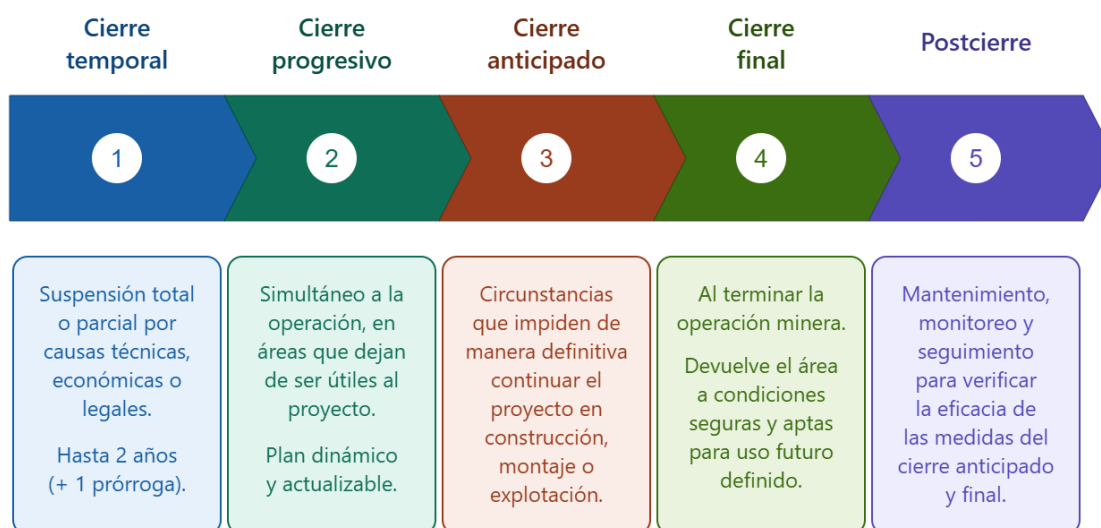 Cierre
temporal
Cierre
progresivo
Cierre
anticipado
Cierre
final
Postcierre
1
2
3
4
5
Suspensión total
o parcial por
causas técnicas,
económicas o
legales.
Hasta 2 años
(+ 1 prórroga).
Simultáneo a la
operación, en
áreas que dejan
de ser útiles al
proyecto.
Plan dinámico
y actualizable.
Circunstancias
que impiden de
manera definitiva
continuar el
proyecto en
construcción,
montaje o
explotación.
Al terminar la
operación minera.
Devuelve el área
a condiciones
seguras y aptas
para uso futuro
definido.
Mantenimiento,
monitoreo y
seguimiento
para verificar
la eficacia de
las medidas del
cierre anticipado
y final.